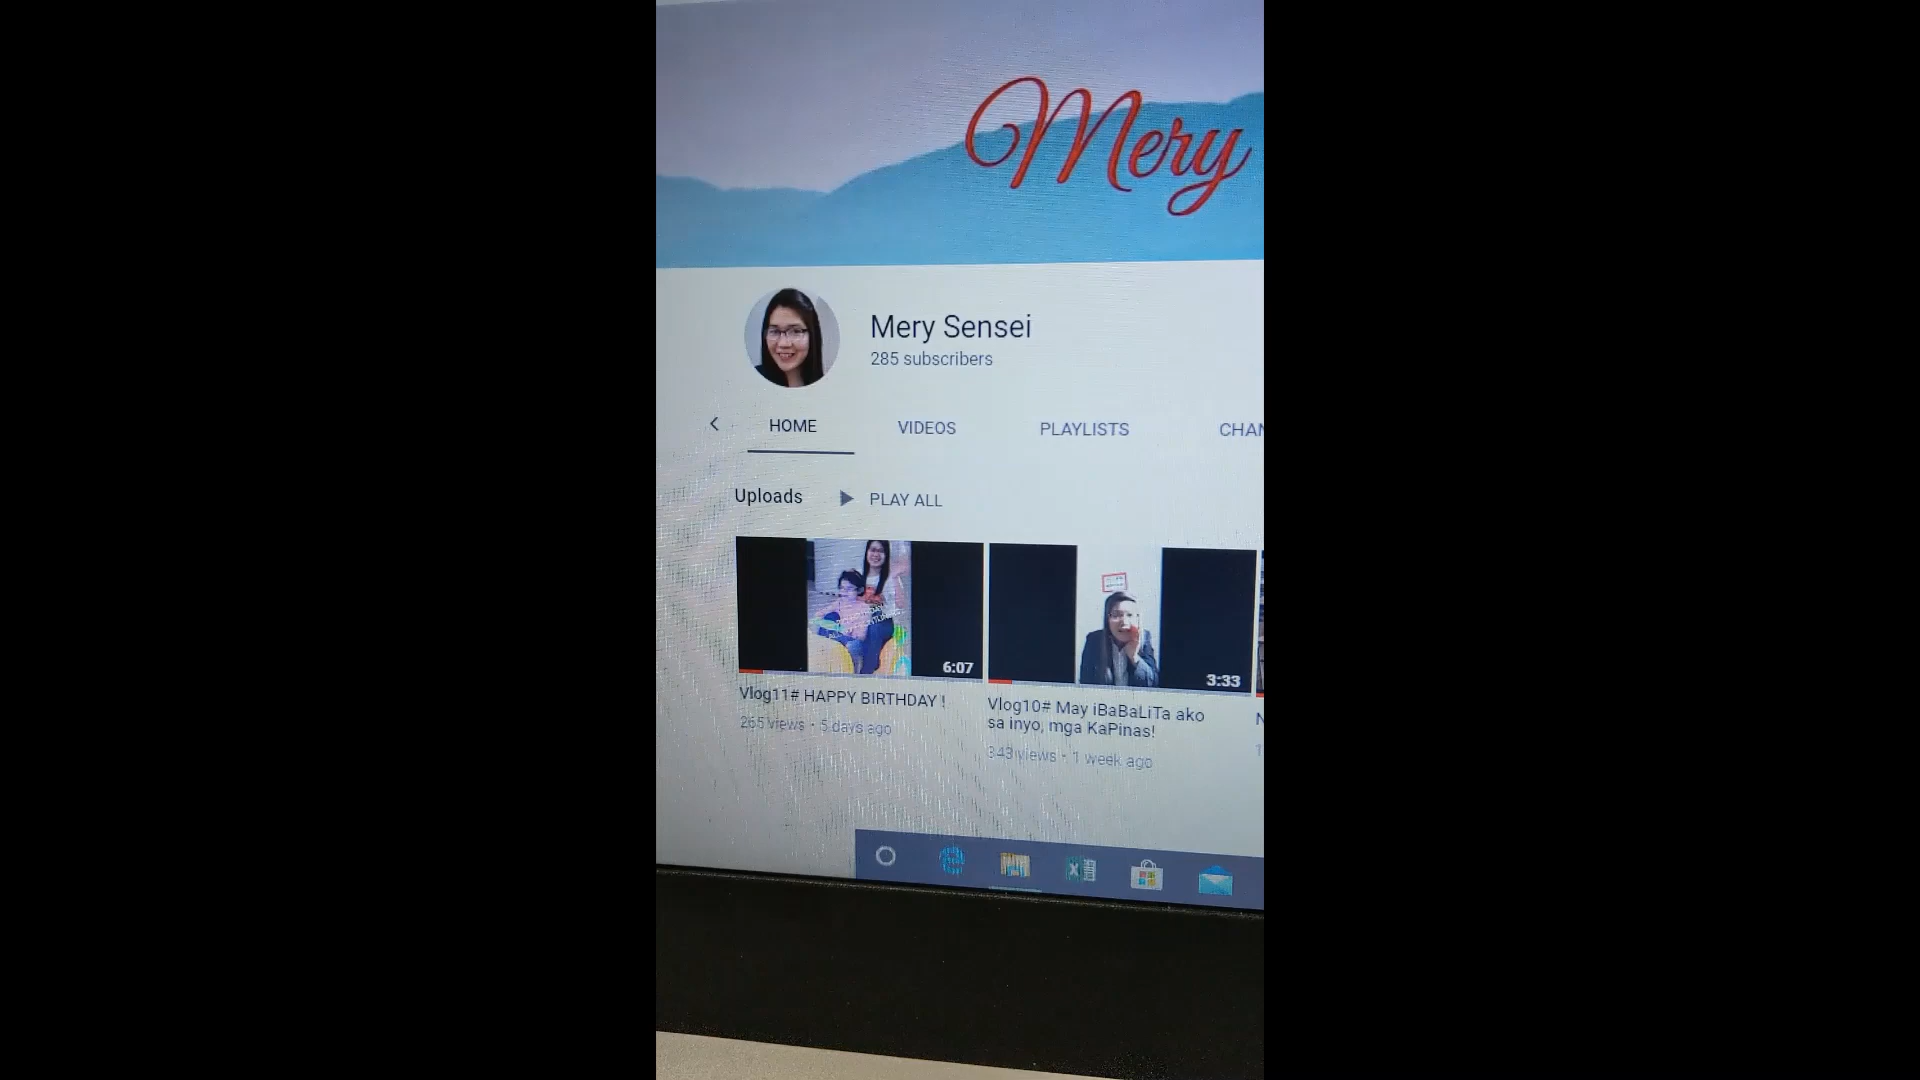 Mery
Mery Sensei
285 subscribers
HOME
VIDEOS
PLAYLISTS
CHAN
Uploads
PLAY ALL
6:07
3:33
Vlog11# HAPPY BIRTHDAY !
265 views • 5 days ago
Vlog10# May iBaBaLiTa ako
sa inyo, mga KaPinas!
343 views • 1 week ago